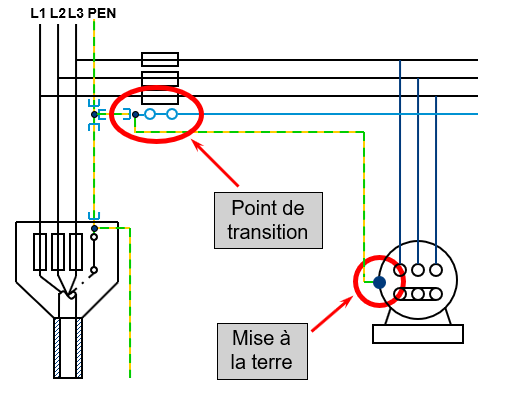 L1 L2 L3 PEN
Point de
transition
Mise à
la terre